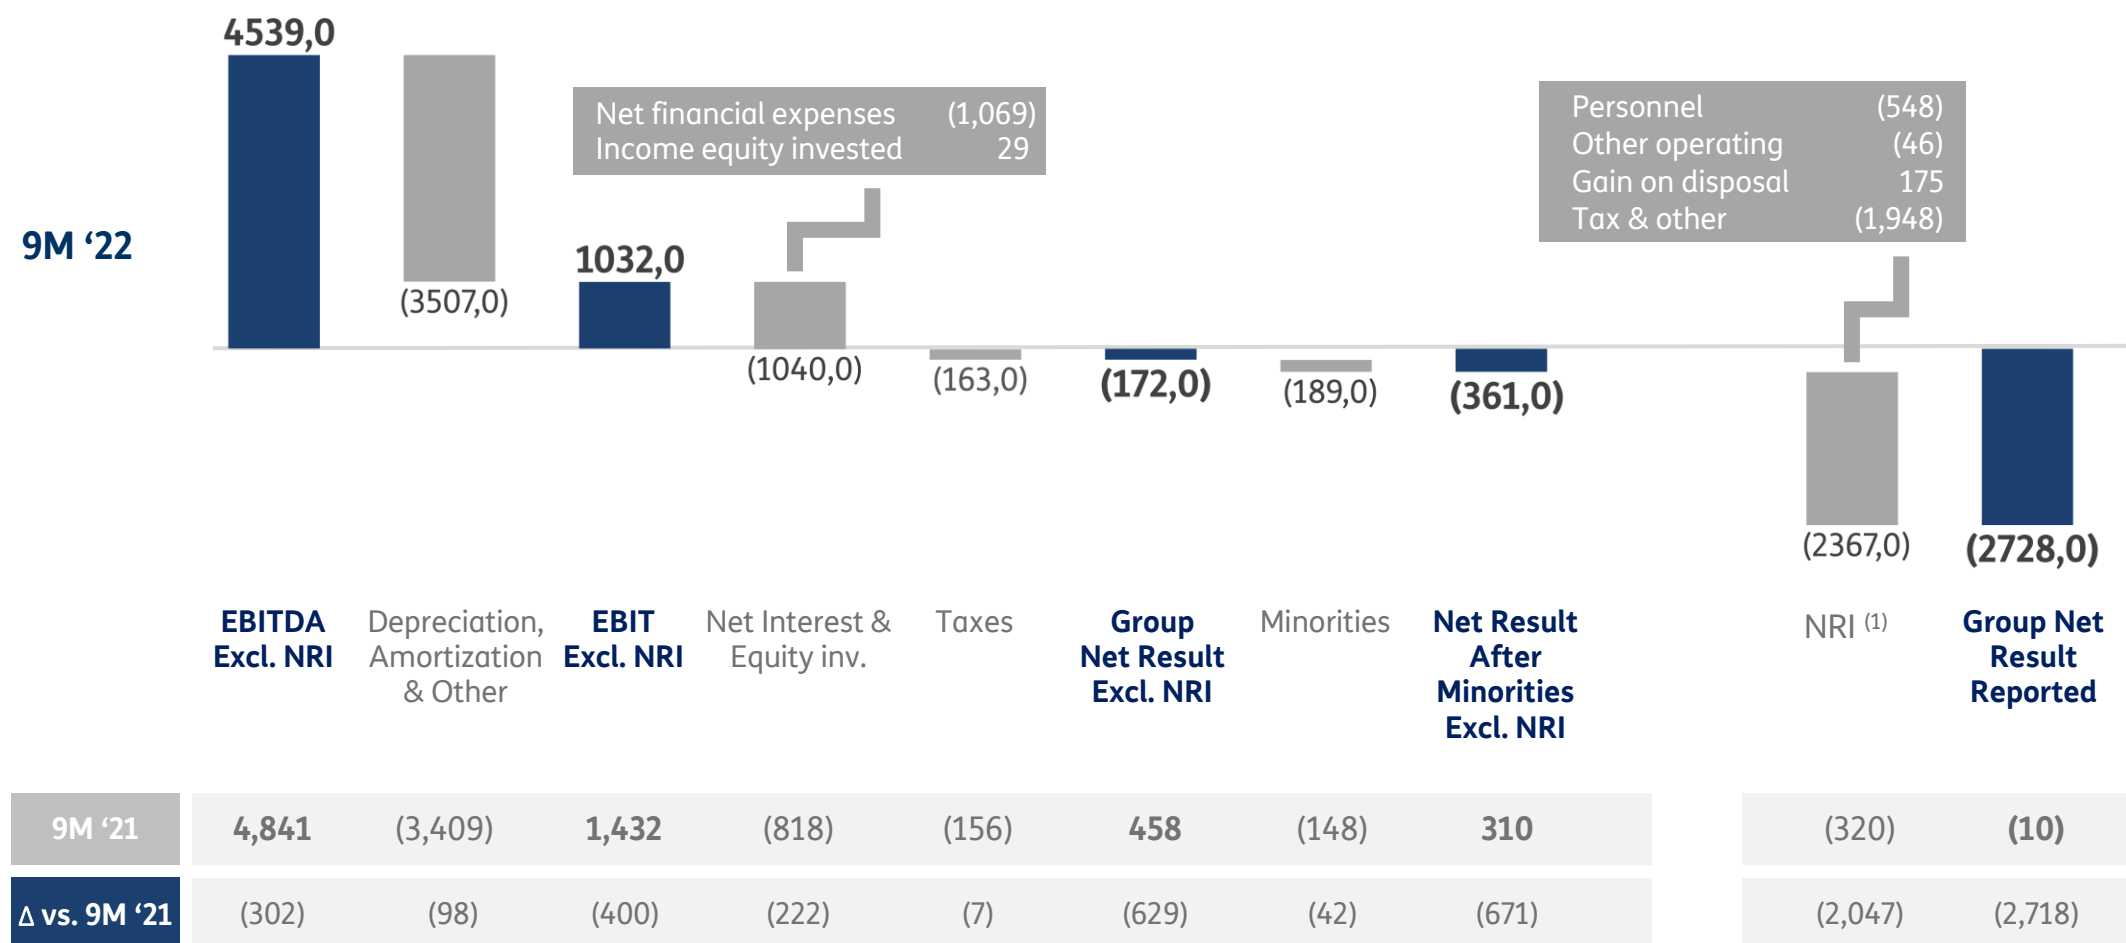 4539,0
Net financial expenses (1,069)
Income equity invested 29
Personnel (548)
Other operating (46)
Gain on disposal 175
Tax & other (1,948)
9M ‘22
1032,0
(3507,0)
(1040,0)
(163,0)
(172,0)
(189,0)
(361,0)
(2367,0)
(2728,0)
EBITDA
Excl. NRI
Depreciation,
Amortization
& Other
EBIT
Excl. NRI
Net Interest &
Equity inv.
Taxes
Group
Net Result
Excl. NRI
Minorities
Net Result
After
Minorities
Excl. NRI
NRI (1)
Group Net
Result
Reported
9M ‘21 4,841 (3,409) 1,432 (818) (156) 458 (148) 310 (320) (10)
Δ vs. 9M ‘21 (302) (98) (400) (222) (7) (629) (42) (671) (2,047) (2,718)